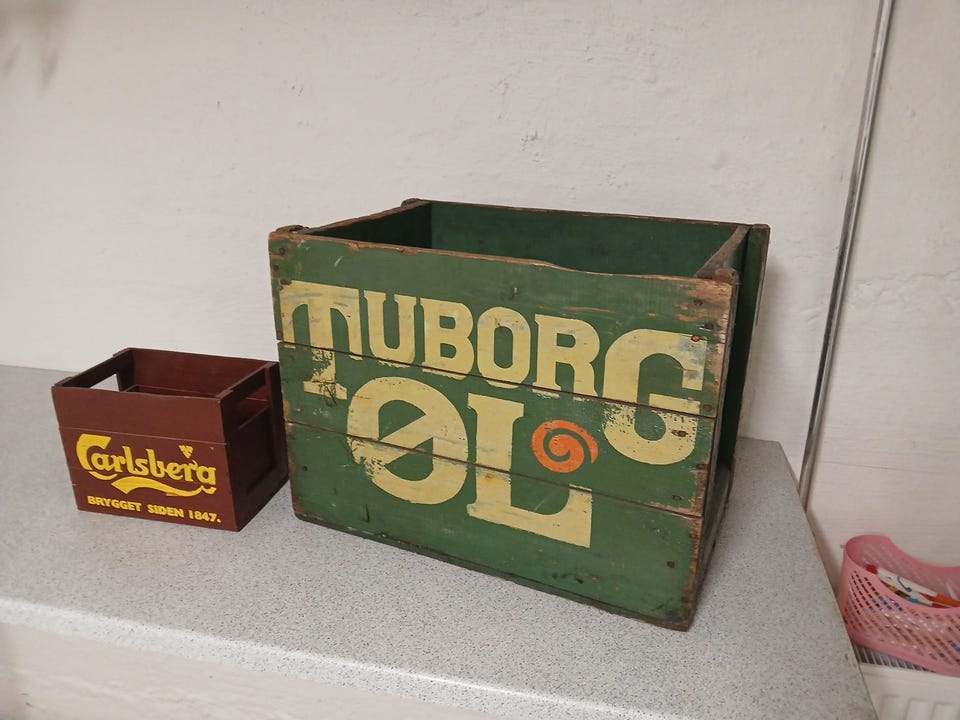 Carlsberg
BRYGGET SIDEN 1847.
TUBORG
ØL